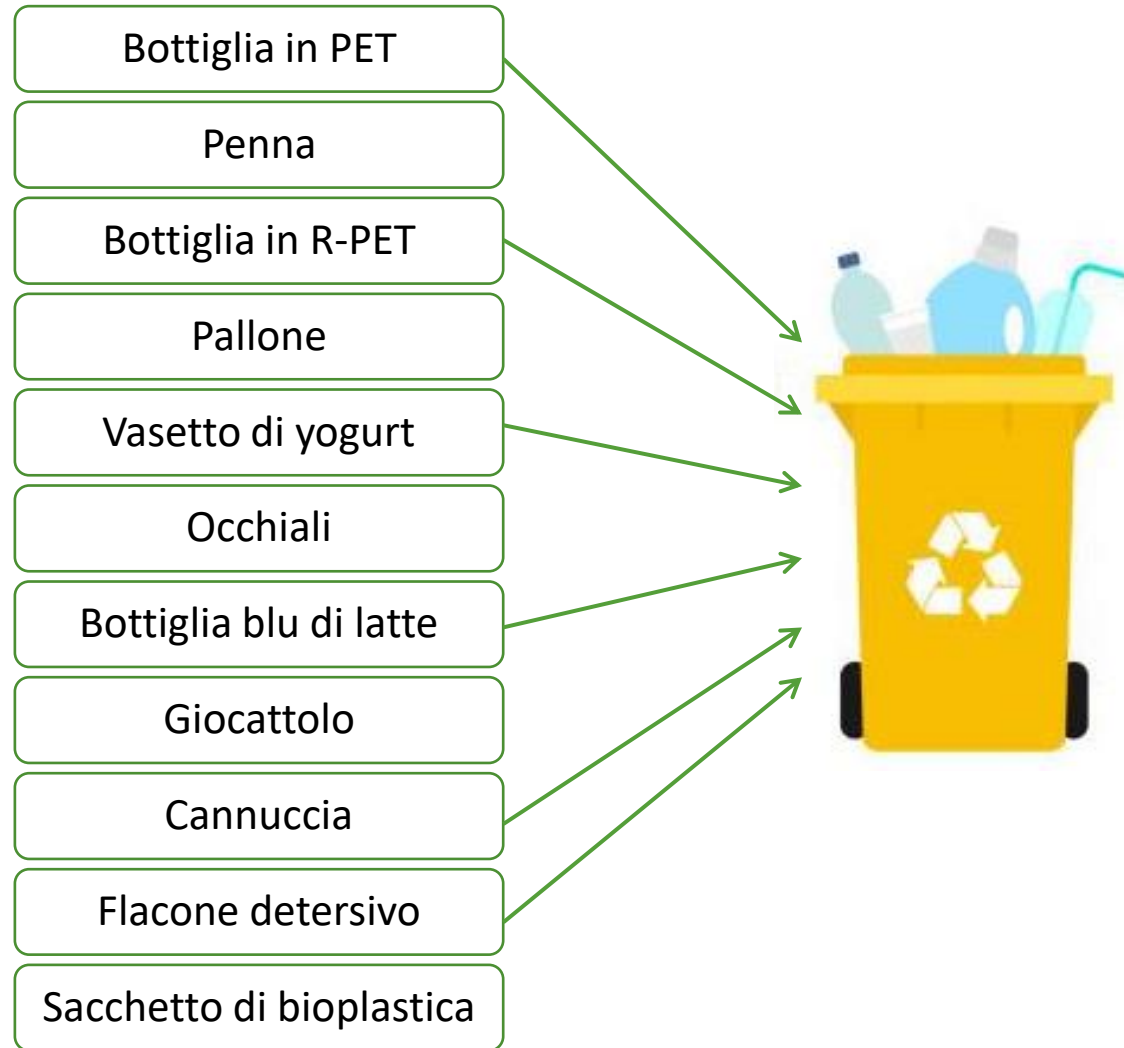 Bottiglia in PET
Penna
Bottiglia in R-PET
Pallone
Vasetto di yogurt
Occhiali
Bottiglia blu di latte
Giocattolo
Cannuccia
Flacone detersivo
Sacchetto di bioplastica